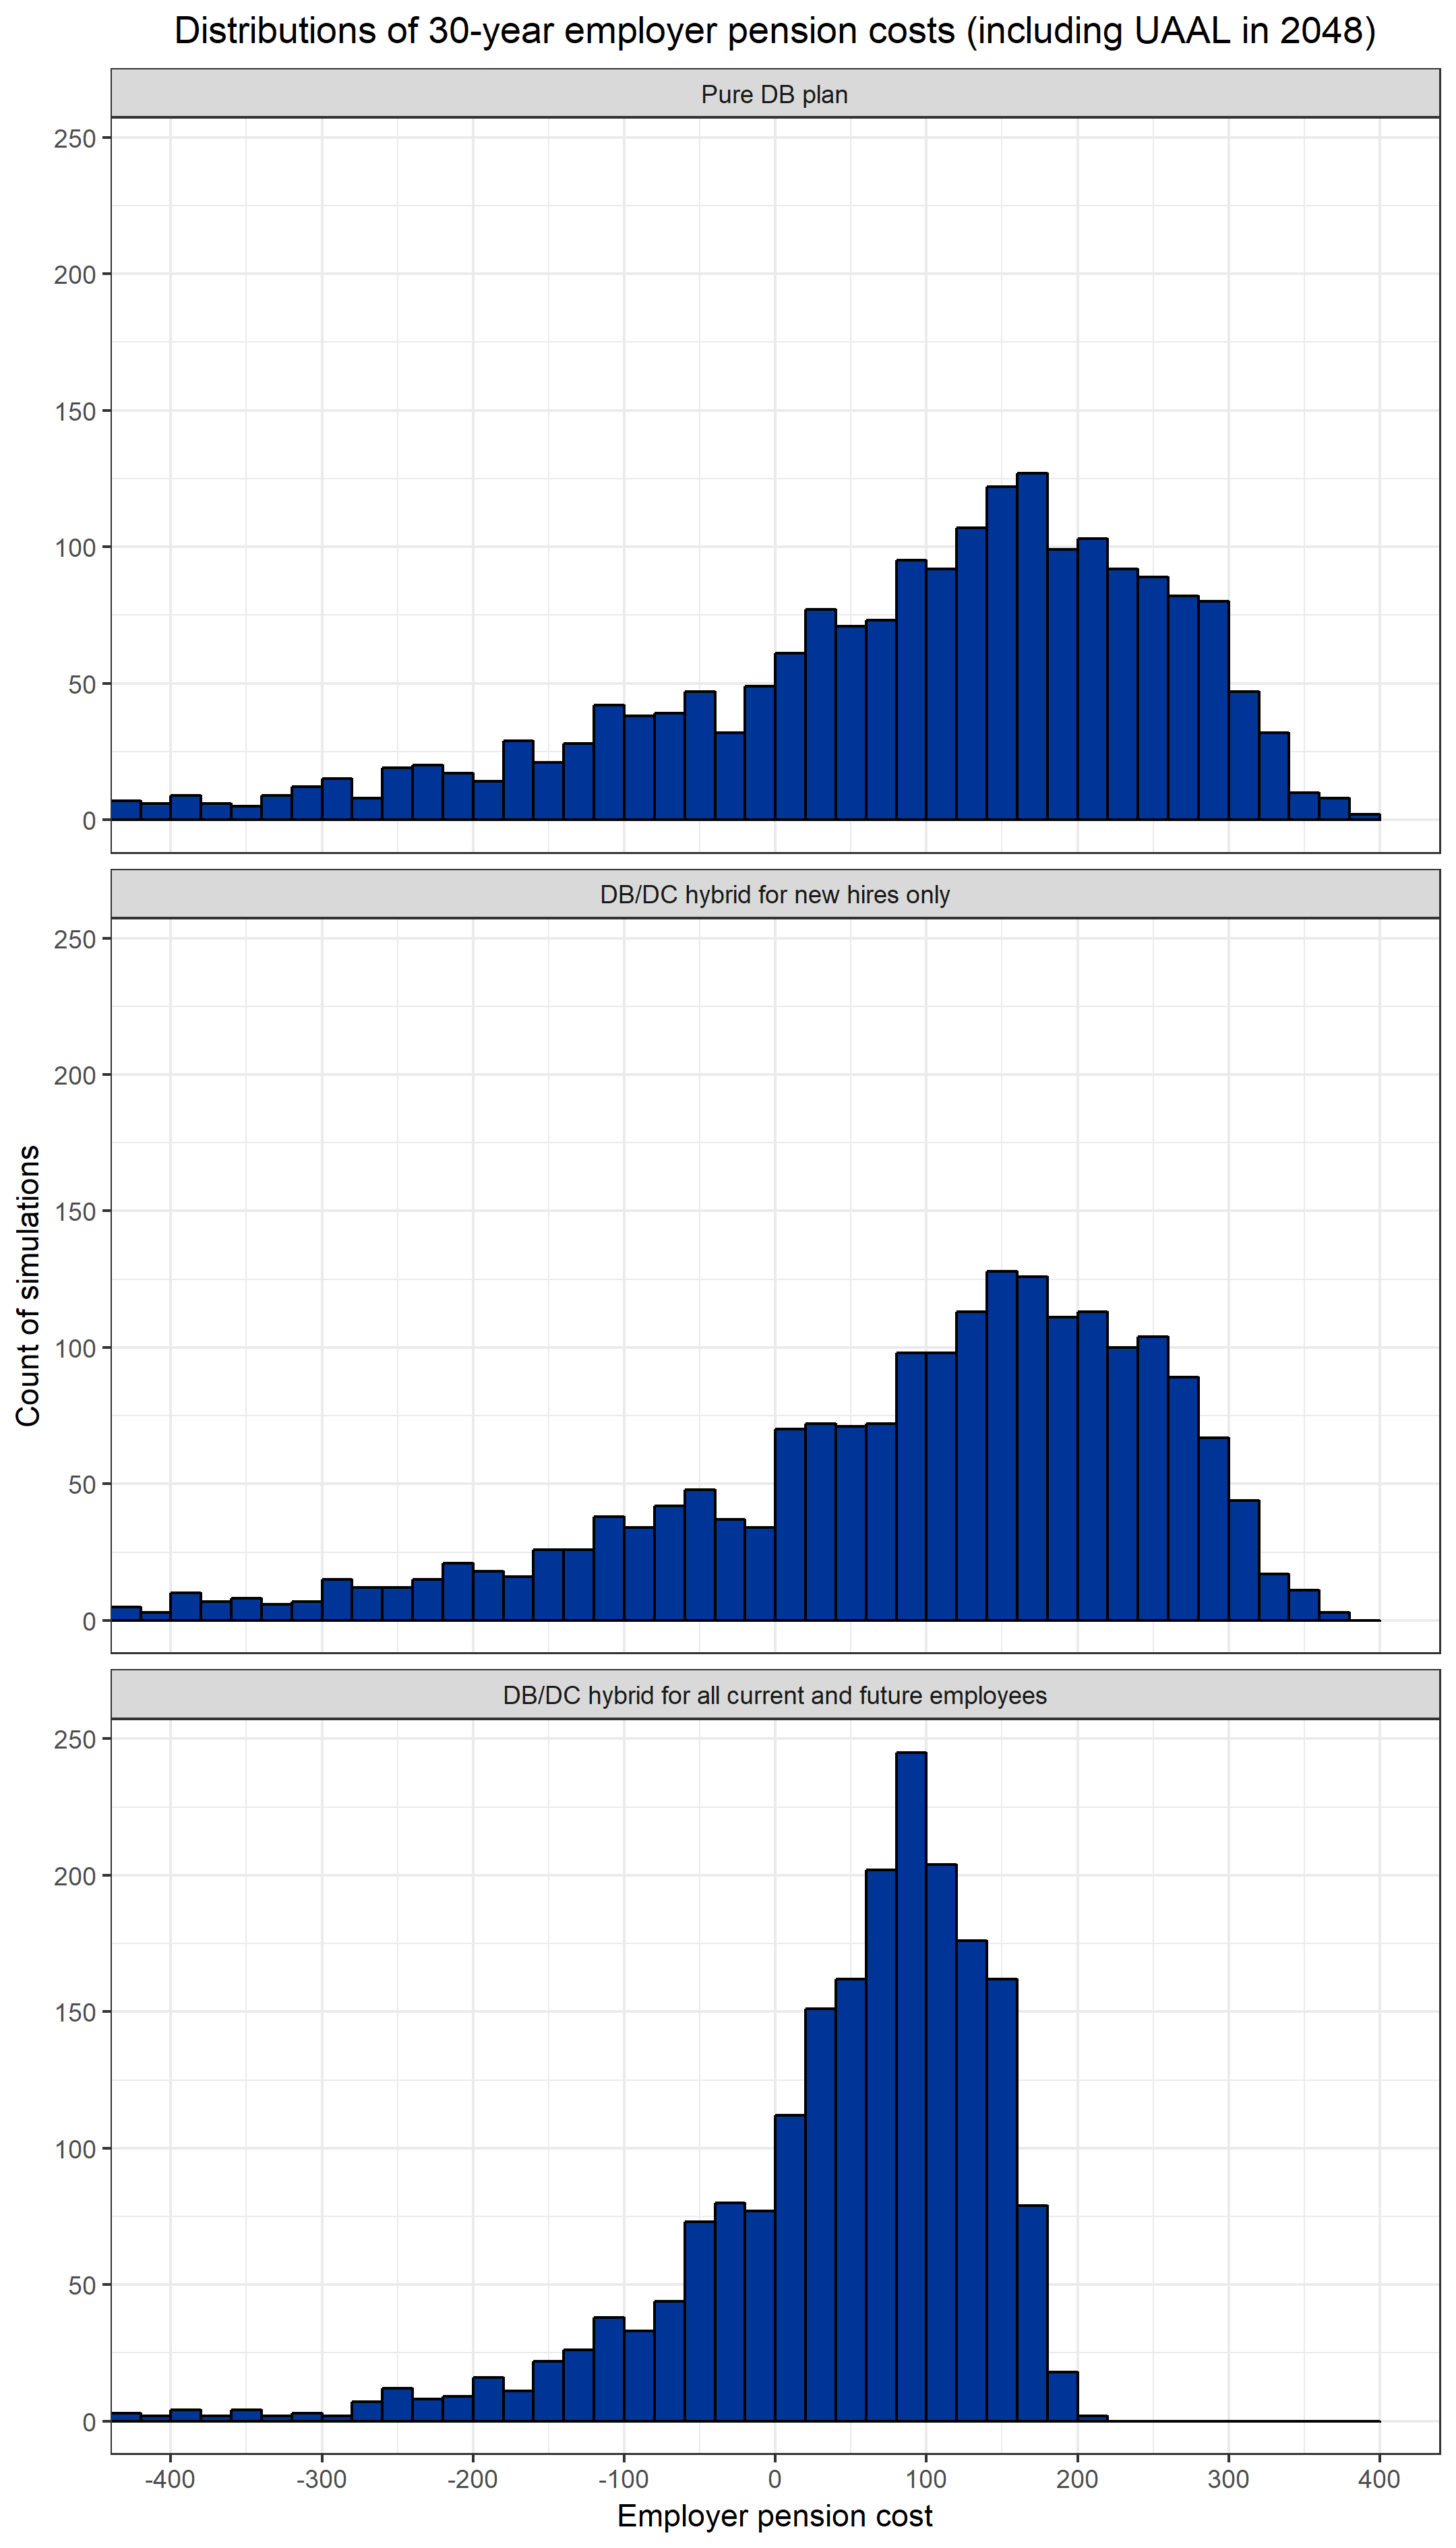 Distributions of 30-year employer pension costs (including UAAL in 2048)
Pure DB plan
250
200
150
100
50
0
DB/DC hybrid for new hires only
250
200
150
100
50
0
Count of simulations
DB/DC hybrid for all current and future employees
250
200
150
100
50
0
-400 -300 -200 -100 0 100 200 300 400
Employer pension cost